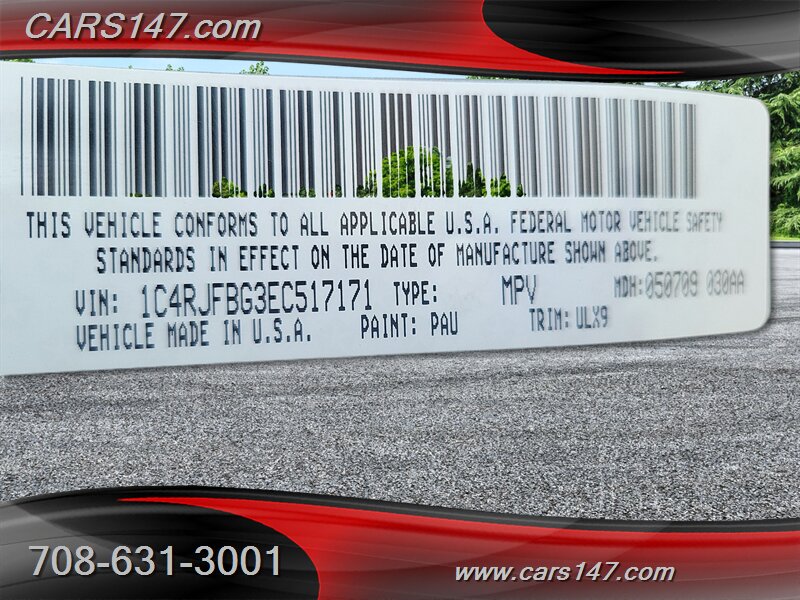 CARS147.com
THIS VEHICLE CONFORMS TO ALL APPLICABLE U.S.A. FEDERAL MOTOR VEHICLE SAFETY
STANDARDS IN EFFECT ON THE DATE OF MANUFACTURE SHOWN ABOVE.
VIN: 1C4RJFBG3EC517171 TYPE: MPV MDH:050709 030AA
VEHICLE MADE IN U.S.A. PAINT: PAU TRIM: ULX9
708-631-3001
www.cars147.com